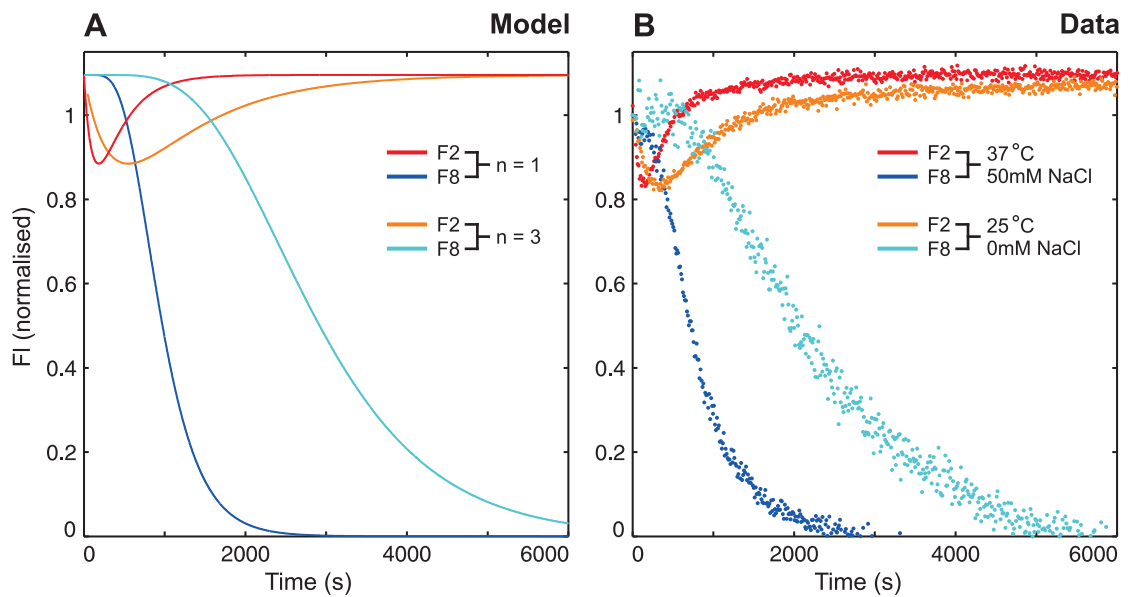 A
Model
FI (normalised)
1
0.8
0.6
0.4
0.2
0
0
2000
4000
6000
Time (s)
F2
F8
n = 1
F2
F8
n = 3
B
Data
1
0.8
0.6
0.4
0.2
0
0
2000
4000
6000
Time (s)
F2
F8
37°C
50mM NaCl
F2
F8
25°C
0mM NaCl